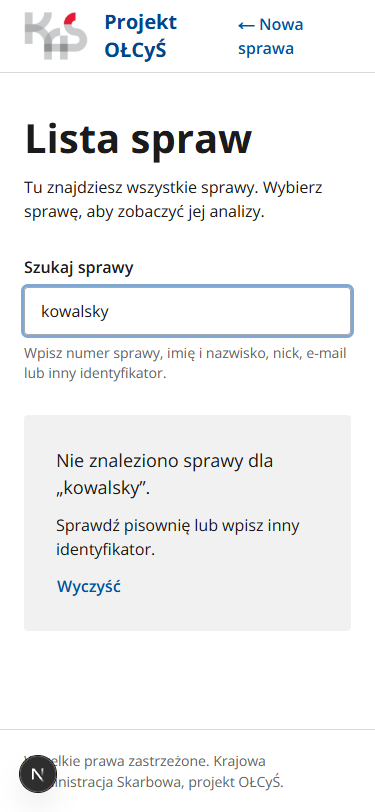 KAS
Projekt
OŁCyŚ
← Nowa
sprawa
Lista spraw
Tu znajdziesz wszystkie sprawy. Wybierz
sprawę, aby zobaczyć jej analizy.
Szukaj sprawy
kowalsky
Wpisz numer sprawy, imię i nazwisko, nick, e-mail
lub inny identyfikator.
Nie znaleziono sprawy dla
„kowalsky”.
Sprawdź pisownię lub wpisz inny
identyfikator.
Wyczyść
prawa zastrzeżone. Krajowa
Skarbowa, projekt OŁCyŚ.
N